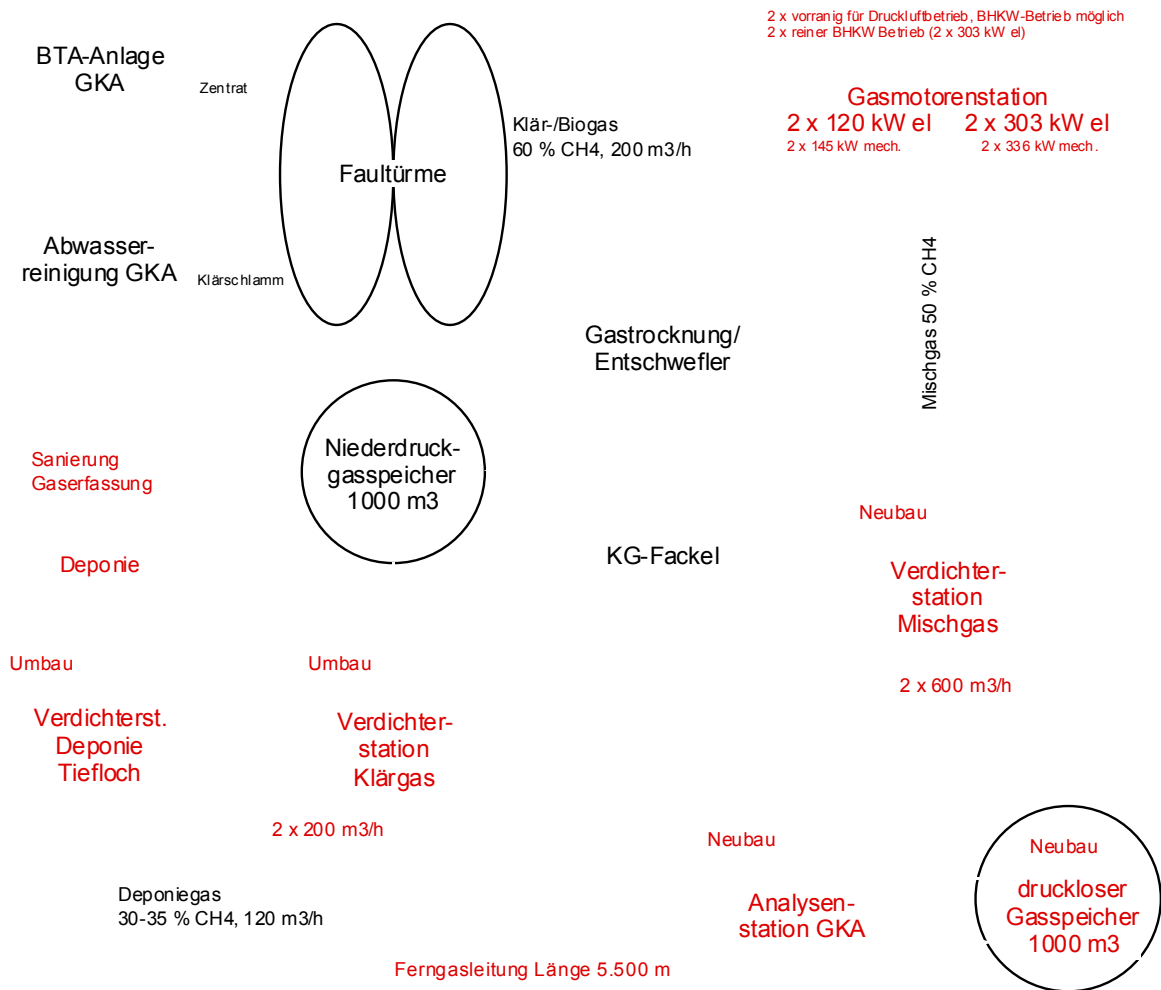 2 x vorranig für Druckluftbetrieb, BHKW-Betrieb möglich
2 x reiner BHKW Betrieb (2 x 303 kW el)
BTA-Anlage
GKA
Zentrat
Klär-/Biogas
60 % CH4, 200 m3/h
Gasmotorenstation
2 x 120 kW el
2 x 303 kW el
2 x 145 kW mech.
2 x 336 kW mech.
Faultürme
Abwasser-
reinigung GKA
Klärschlamm
Mischgas 50 % CH4
Gastrocknung/
Entschwefler
Sanierung
Gaserfassung
Niederdruck-
gasspeicher
1000 m3
Neubau
Deponie
KG-Fackel
Verdichter-
station
Mischgas
Umbau
Umbau
2 x 600 m3/h
Verdichterst.
Deponie
Tiefloch
Verdichter-
station
Klärgas
2 x 200 m3/h
Neubau
Neubau
Deponiegas
30-35 % CH4, 120 m3/h
Analysen-
station GKA
druckloser
Gasspeicher
1000 m3
Ferngasleitung Länge 5.500 m